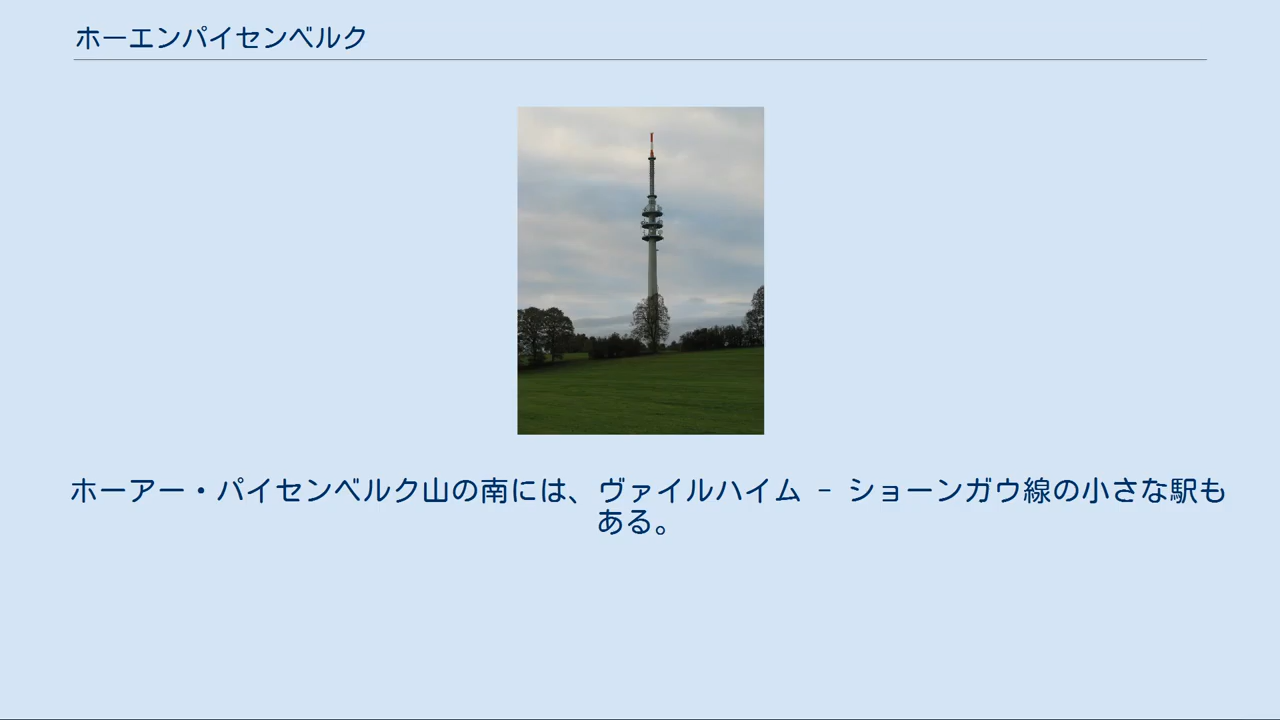 ホーエンパイセンベルク
ホーアー・パイセンベルク山の南には、ヴァイルハイム − ショーンガウ線の小さな駅も
ある。